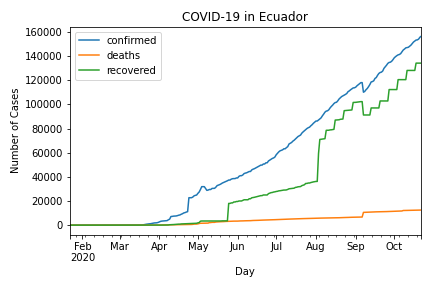 COVID-19 in Ecuador
confirmed
deaths
recovered
160000
140000
120000
100000
80000
60000
40000
20000
0
Number of Cases
Feb Mar Apr May Jun Jul Aug Sep Oct
2020
Day